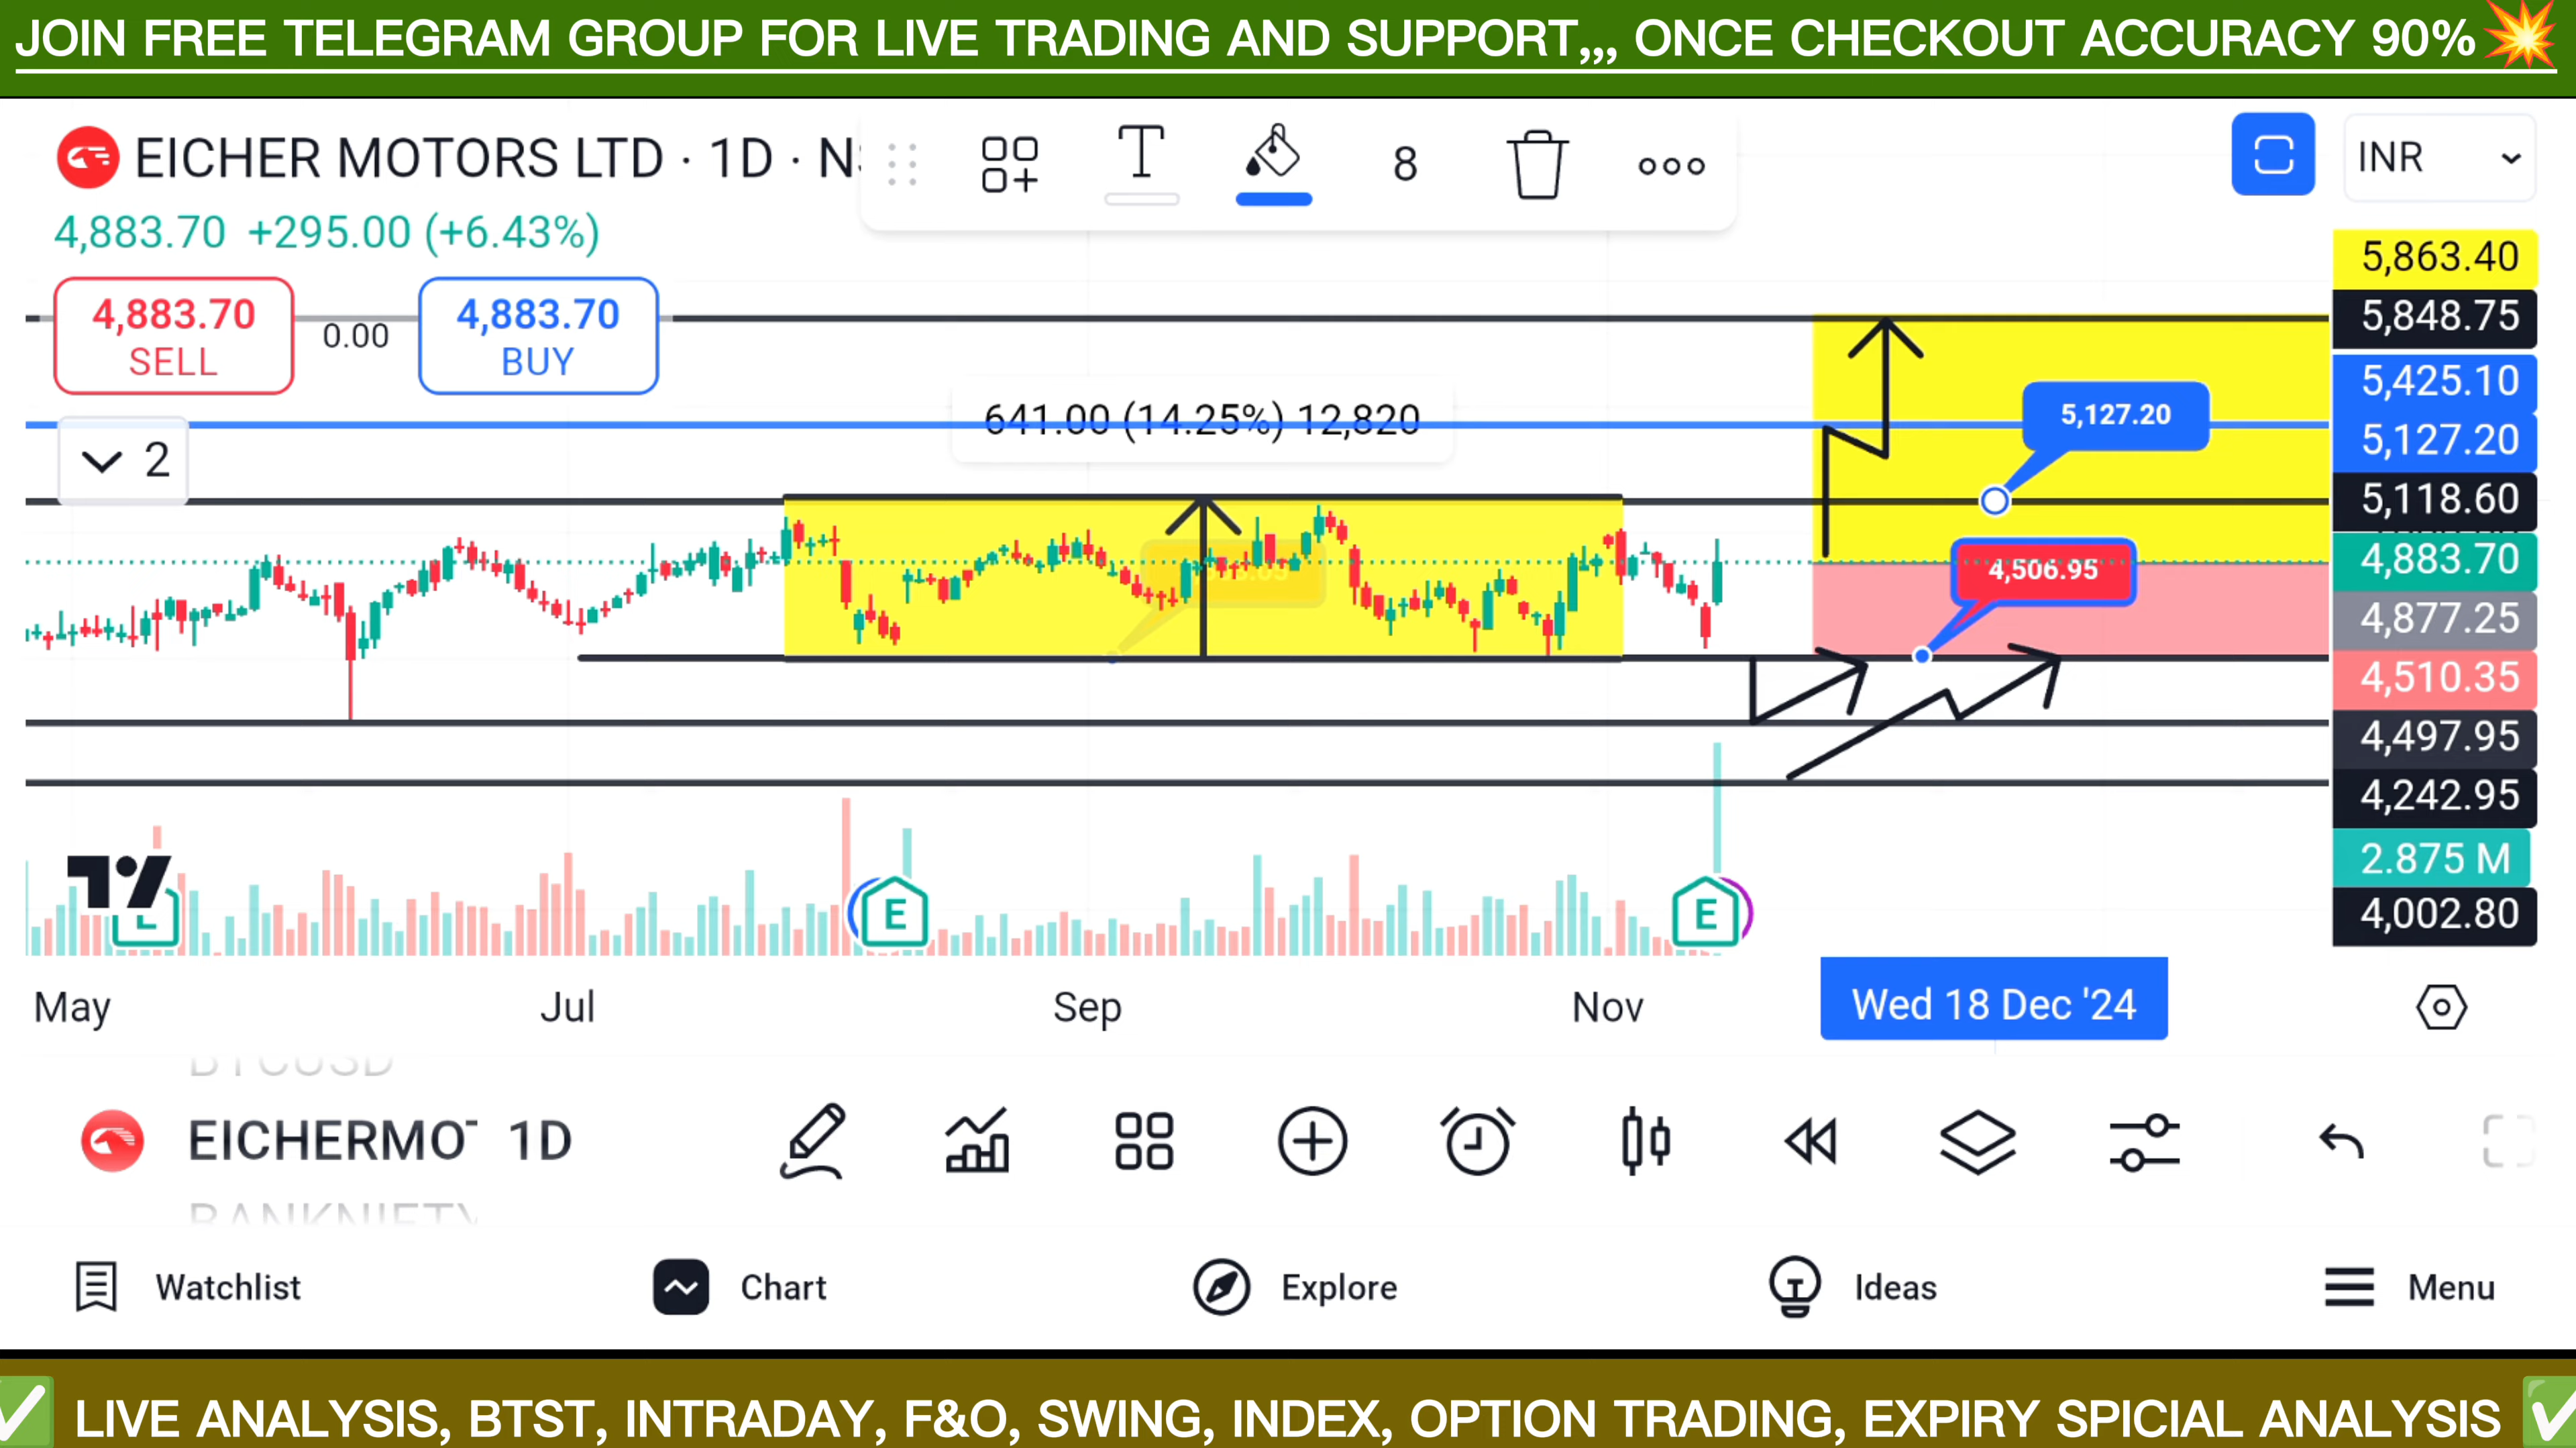 JOIN FREE TELEGRAM GROUP FOR LIVE TRADING AND SUPPORT,,, ONCE CHECKOUT ACCURACY 90%💥
EICHER MOTORS LTD · 1D ·
T
8
INR
4,883.70 +295.00 (+6.43%)
4,883.70
SELL
0.00
4,883.70
BUY
2
641.00 (14.25%) 12,820
5,127.20
4,506.95
5,863.40
5,848.75
5,425.10
5,127.20
5,118.60
4,883.70
4,877.25
4,510.35
4,497.95
4,242.95
2.875 M
4,002.80
E
E
May
Jul
Sep
Nov
Wed 18 Dec '24
BTCUSD
EICHERMO 1D
BANKNIFTY
Watchlist
Chart
Explore
Ideas
Menu
✅ LIVE ANALYSIS, BTST, INTRADAY, F&O, SWING, INDEX, OPTION TRADING, EXPIRY SPICIAL ANALYSIS ✅